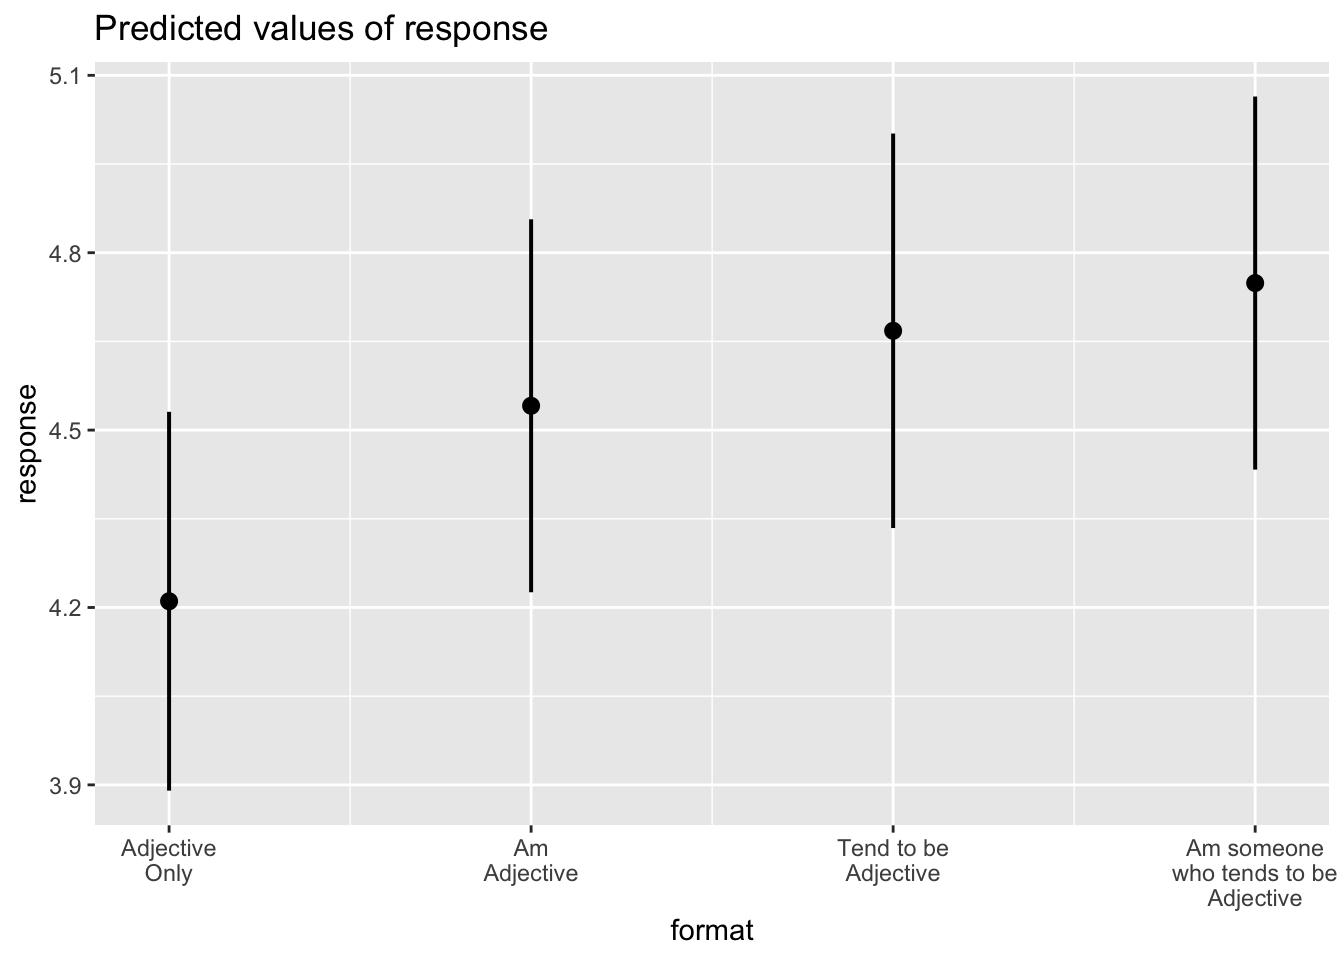 Predicted values of response
5.1
4.8
4.5
4.2
3.9
response
Adjective
Only
Am
Adjective
Tend to be
Adjective
Am someone
who tends to be
Adjective
format